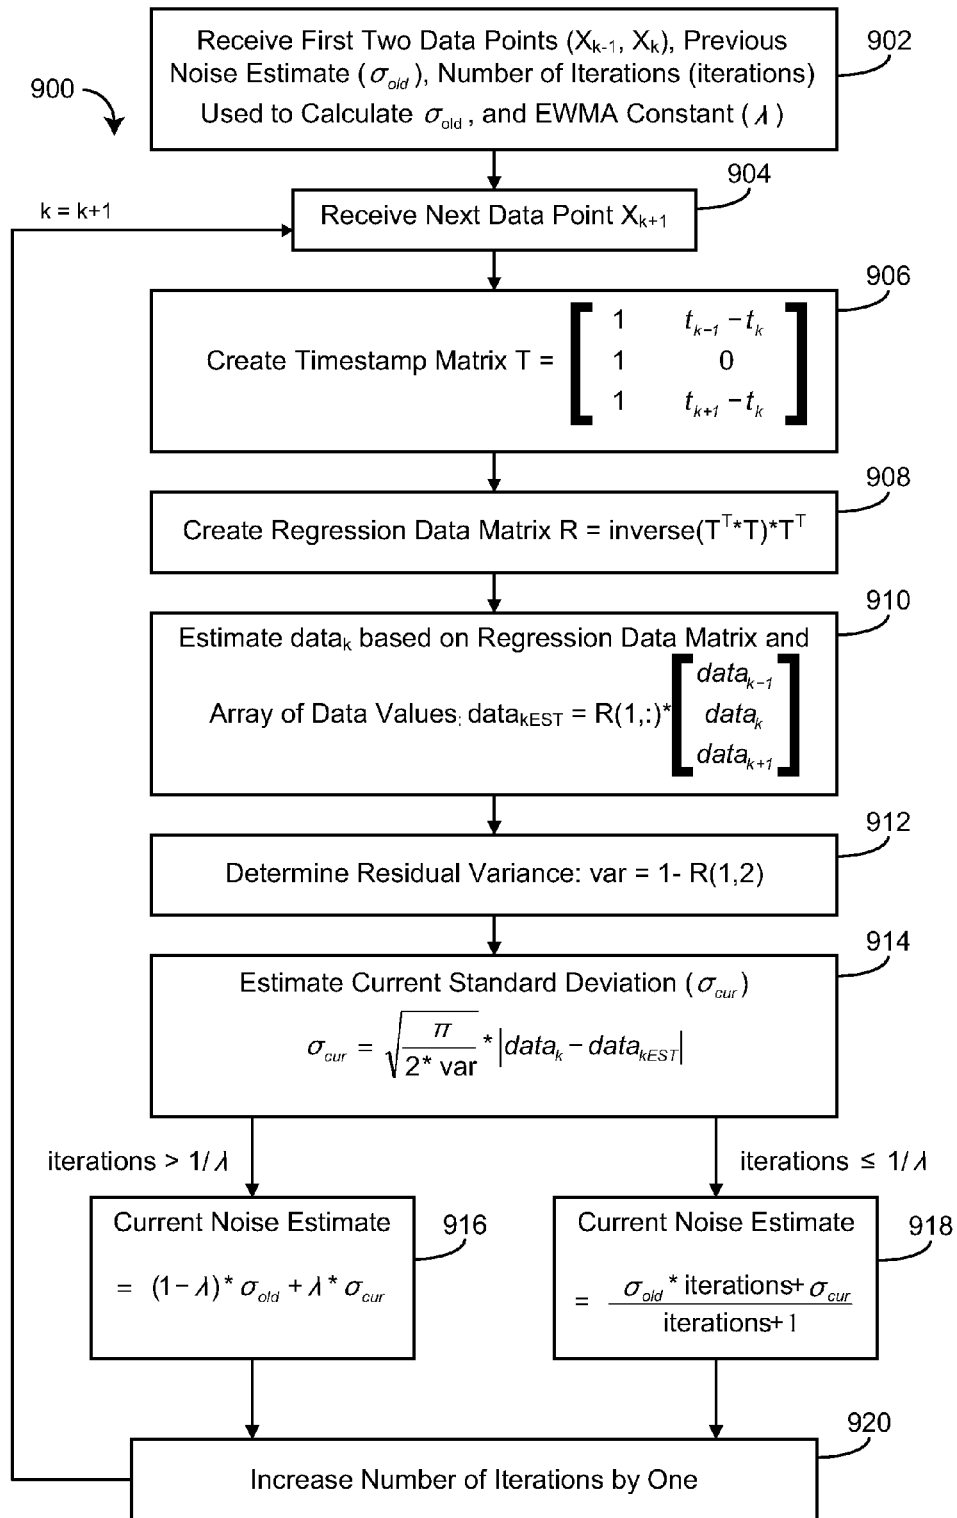 Receive First Two Data Points (Xk-1, Xk), Previous
Noise Estimate (σold), Number of Iterations (iterations)
Used to Calculate σold, and EWMA Constant (λ)
902
900
904
k = k+1
Receive Next Data Point Xk+1
906
Create Timestamp Matrix T =
1 tk−1 − tk
1 0
1 tk+1 − tk
908
Create Regression Data Matrix R = inverse(T^T*T)*T^T
910
Estimate datak based on Regression Data Matrix and
Array of Data Values: datakEST = R(1,:)*
datak−1
datak
datak+1
912
Determine Residual Variance: var = 1- R(1,2)
914
Estimate Current Standard Deviation (σcur)
σcur = √(π / 2* var) * |datak − datakEST|
iterations > 1/λ
iterations ≤ 1/λ
Current Noise Estimate
= (1−λ)* σold + λ* σcur
916
Current Noise Estimate
= σold * iterations+ σcur
iterations+1
918
920
Increase Number of Iterations by One